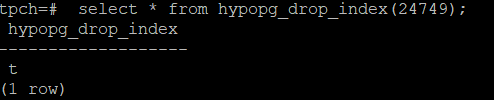 tpch=#  select * from hypopg_drop_index(24749);
 hypopg_drop_index
-------------------
 t
(1 row)